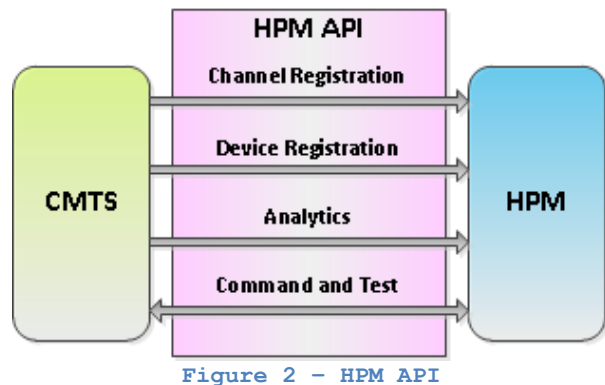 HPM API
Channel Registration
Device Registration
CMTS
HPM
Analytics
Command and Test
Figure 2 – HPM API